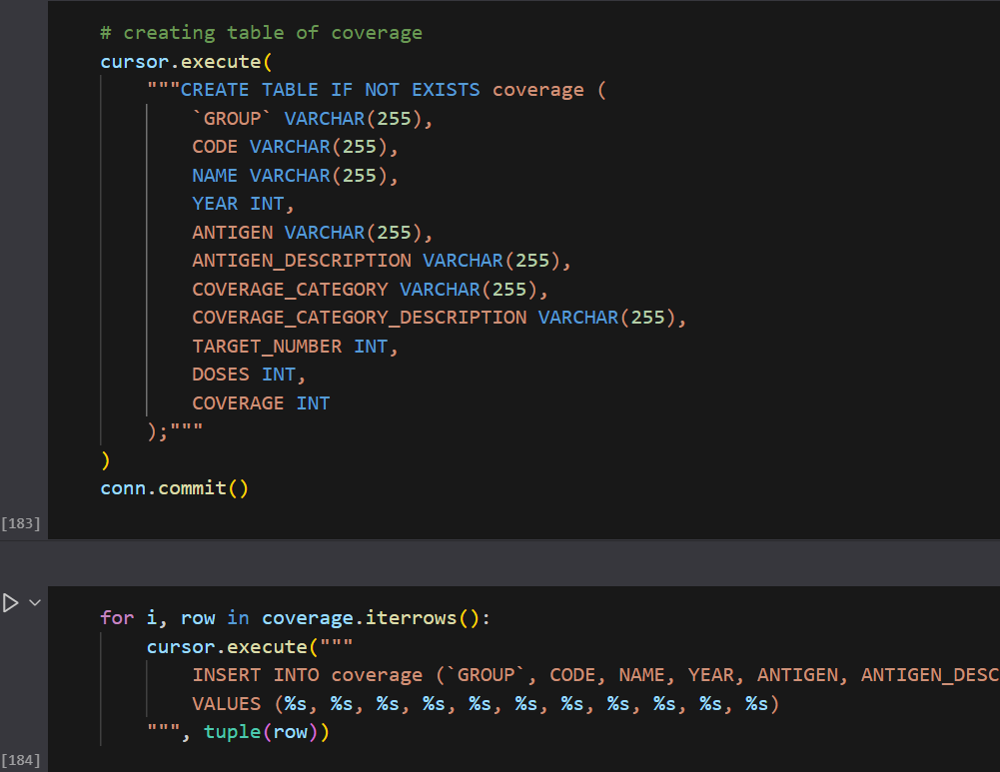 # creating table of coverage
cursor.execute(
"""CREATE TABLE IF NOT EXISTS coverage (
`GROUP` VARCHAR(255),
CODE VARCHAR(255),
NAME VARCHAR(255),
YEAR INT,
ANTIGEN VARCHAR(255),
ANTIGEN_DESCRIPTION VARCHAR(255),
COVERAGE_CATEGORY VARCHAR(255),
COVERAGE_CATEGORY_DESCRIPTION VARCHAR(255),
TARGET_NUMBER INT,
DOSES INT,
COVERAGE INT
);"""
)
conn.commit()
[183]
for i, row in coverage.iterrows():
cursor.execute("""
INSERT INTO coverage (`GROUP`, CODE, NAME, YEAR, ANTIGEN, ANTIGEN_DESC
VALUES (%s, %s, %s, %s, %s, %s, %s, %s, %s, %s, %s)
""", tuple(row))
[184]